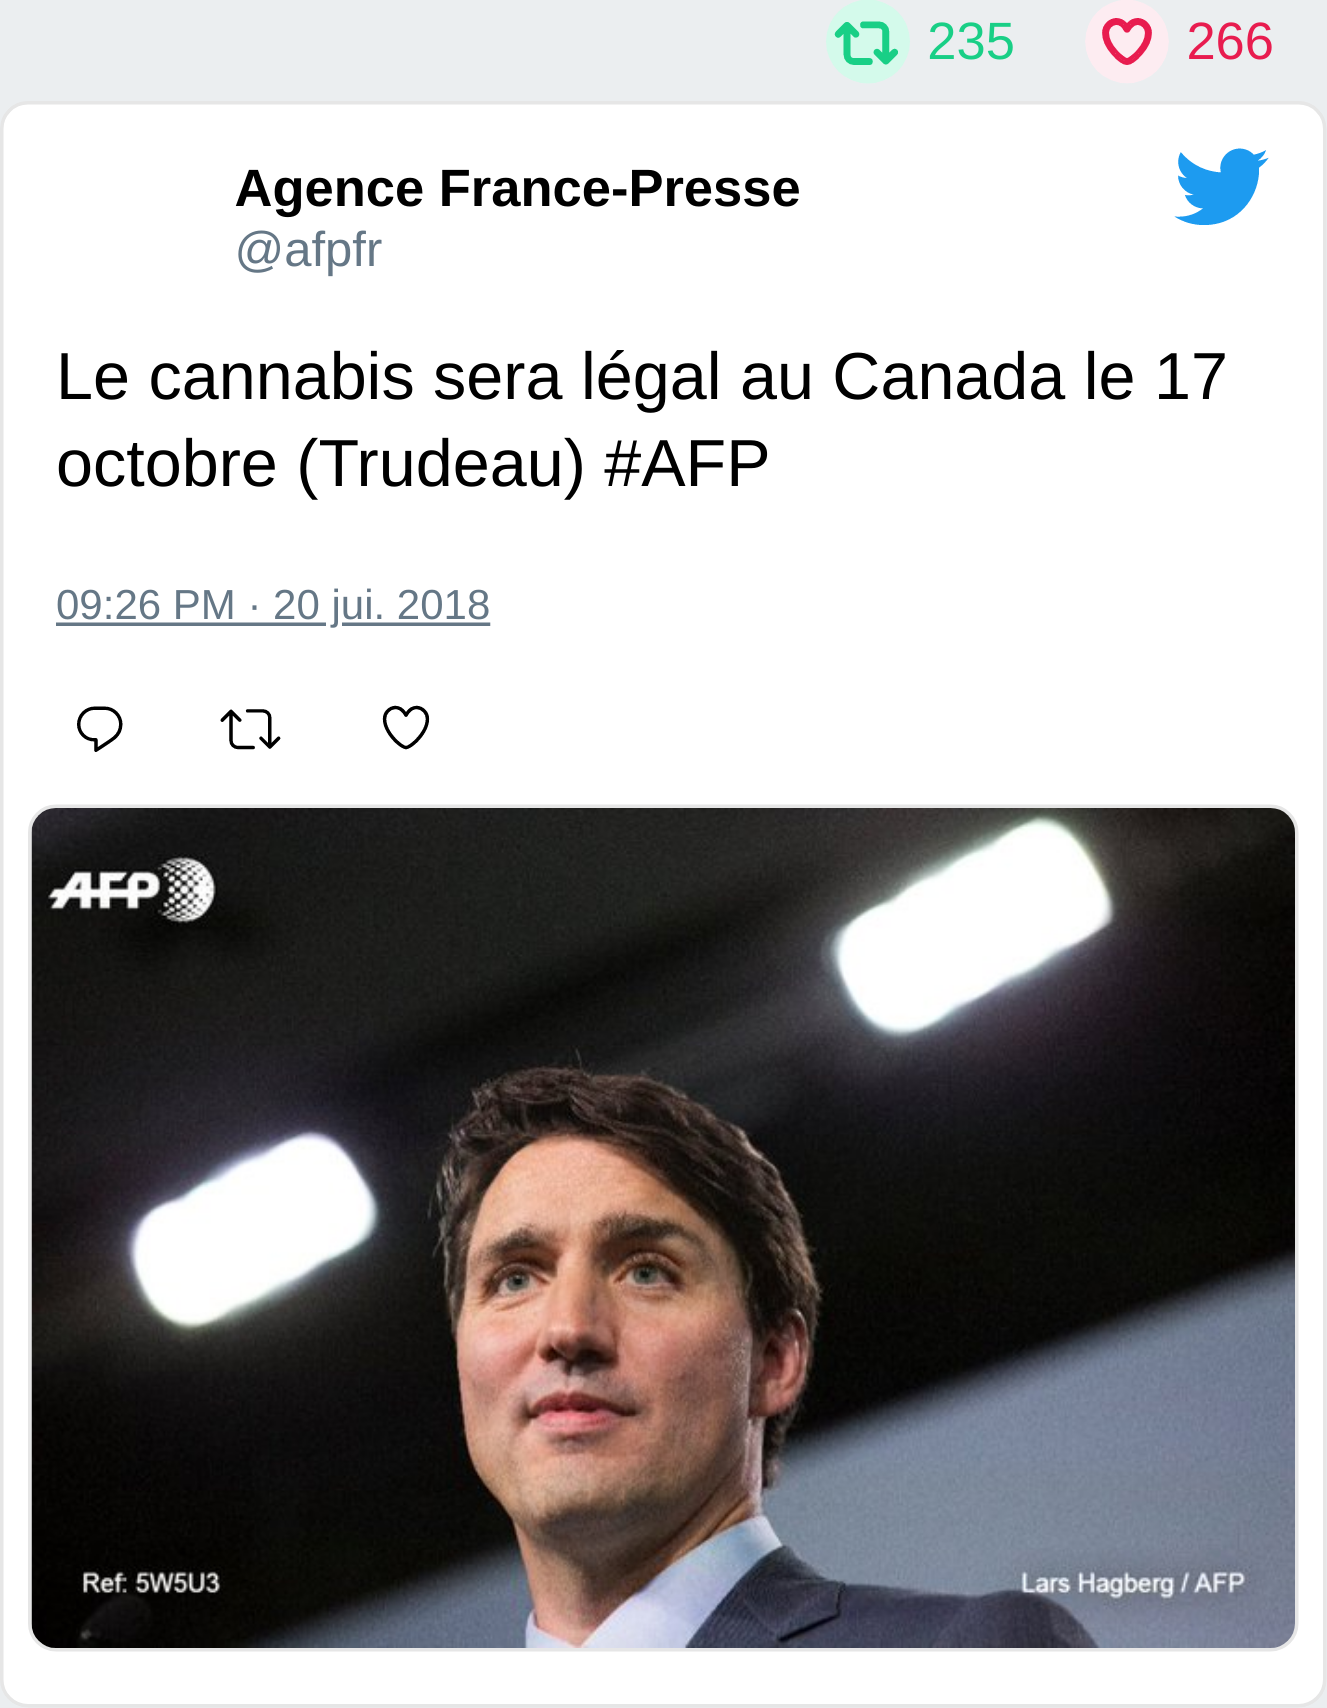 235 266
Agence France-Presse
@afpfr
Le cannabis sera légal au Canada le 17
octobre (Trudeau) #AFP
09:26 PM · 20 jui. 2018
AFP
Ref: 5W5U3
Lars Hagberg / AFP